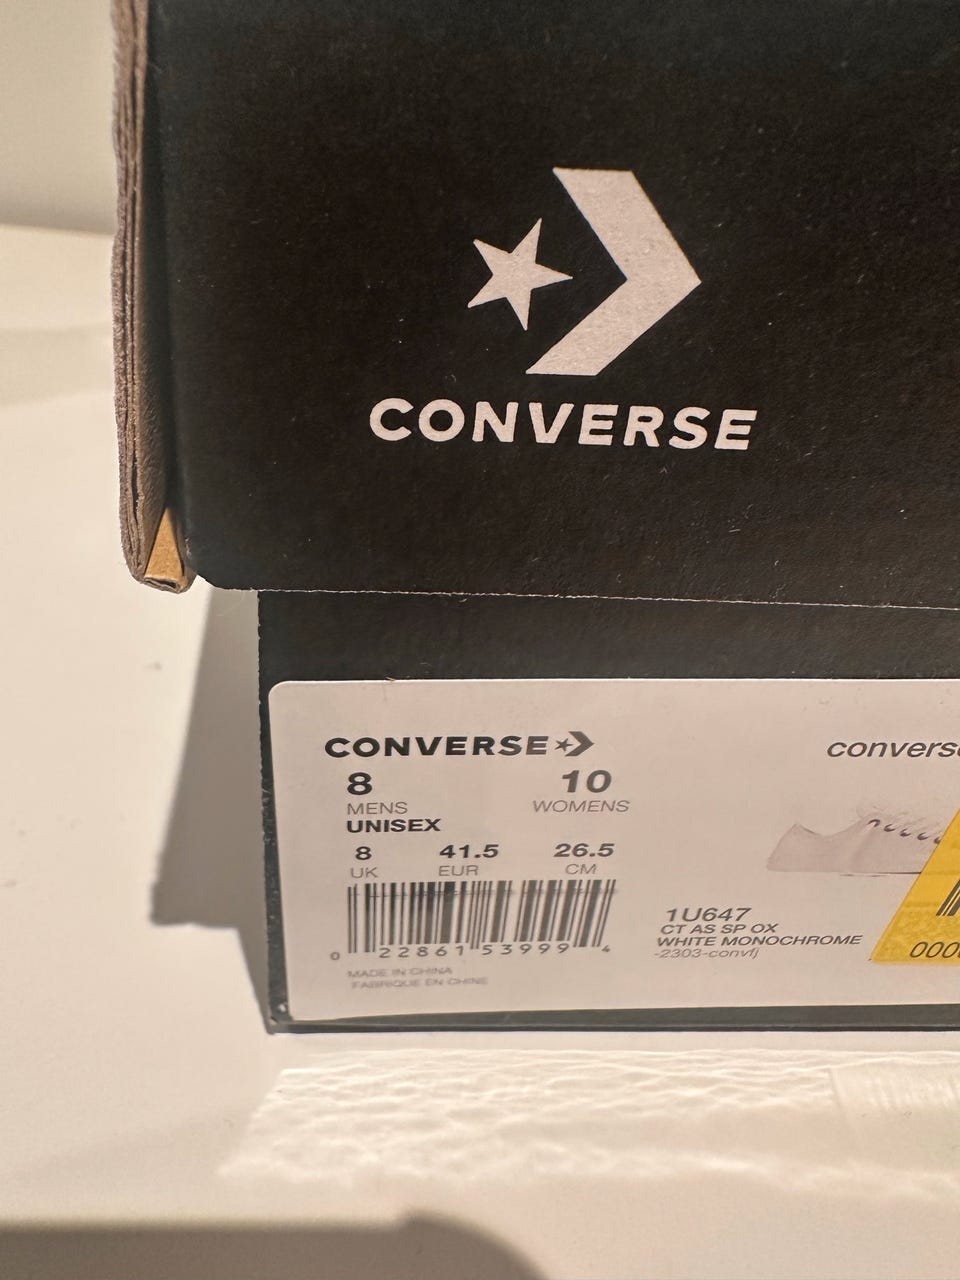 CONVERSE
CONVERSE
8 10
MENS WOMENS
UNISEX
8 41.5 26.5
UK EUR CM
0 22861 53999 4
MADE IN CHINA
FABRIQUE EN CHINE
1U647
CT AS SP OX
WHITE MONOCHROME
-2303-convfj
converse